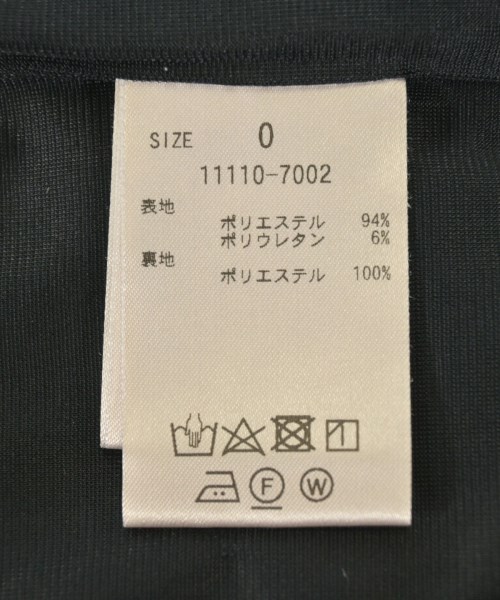 SIZE 0
11110-7002
表地
ポリエステル 94%
ポリウレタン 6%
裏地
ポリエステル 100%
F W